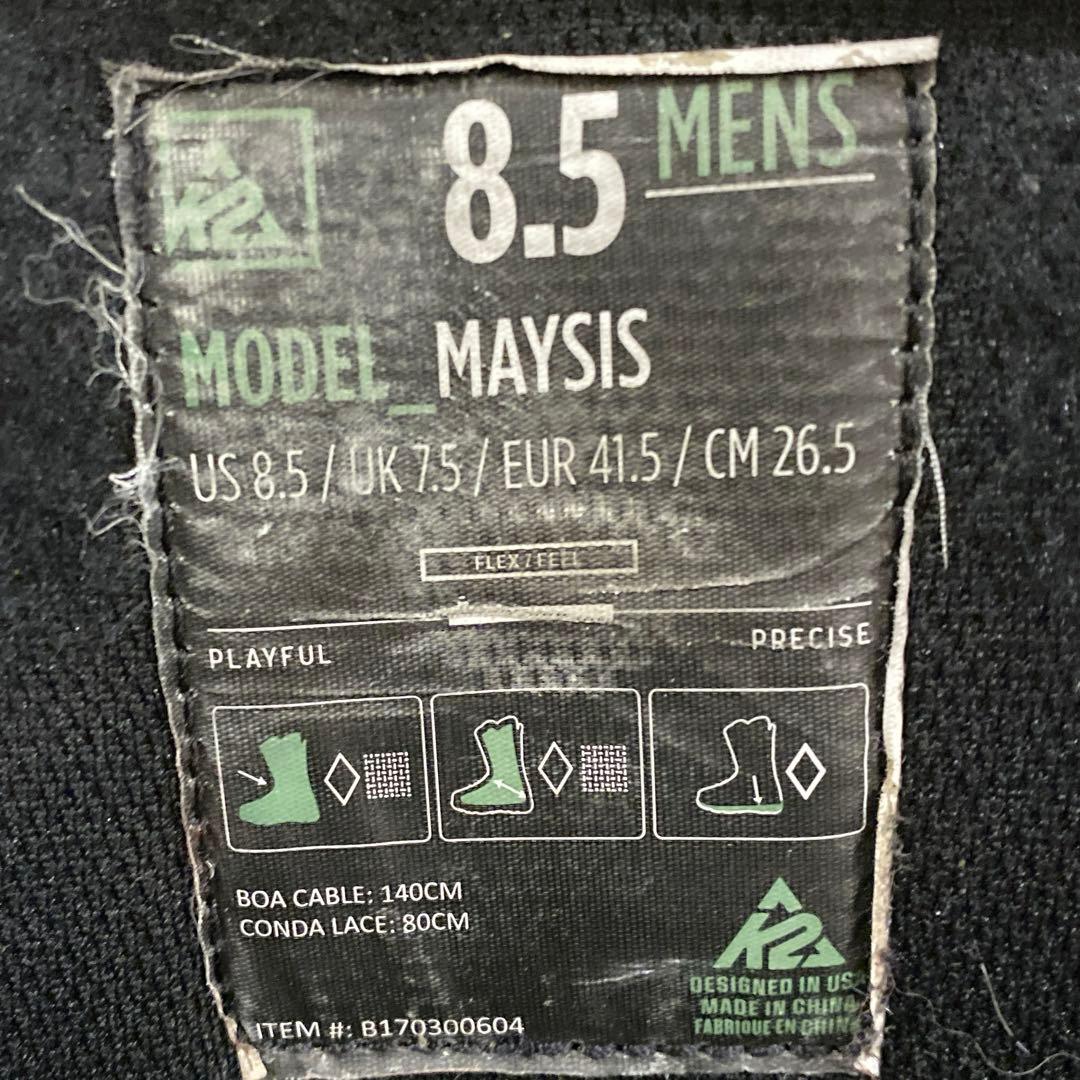 K2
8.5 MENS
MODEL_MAYSIS
US 8.5 / UK 7.5 / EUR 41.5 / CM 26.5
FLEX / FEEL
PLAYFUL PRECISE
BOA CABLE: 140CM
CONDA LACE: 80CM
K2
DESIGNED IN USA
MADE IN CHINA
FABRIQUE EN CHINE
ITEM #: B170300604